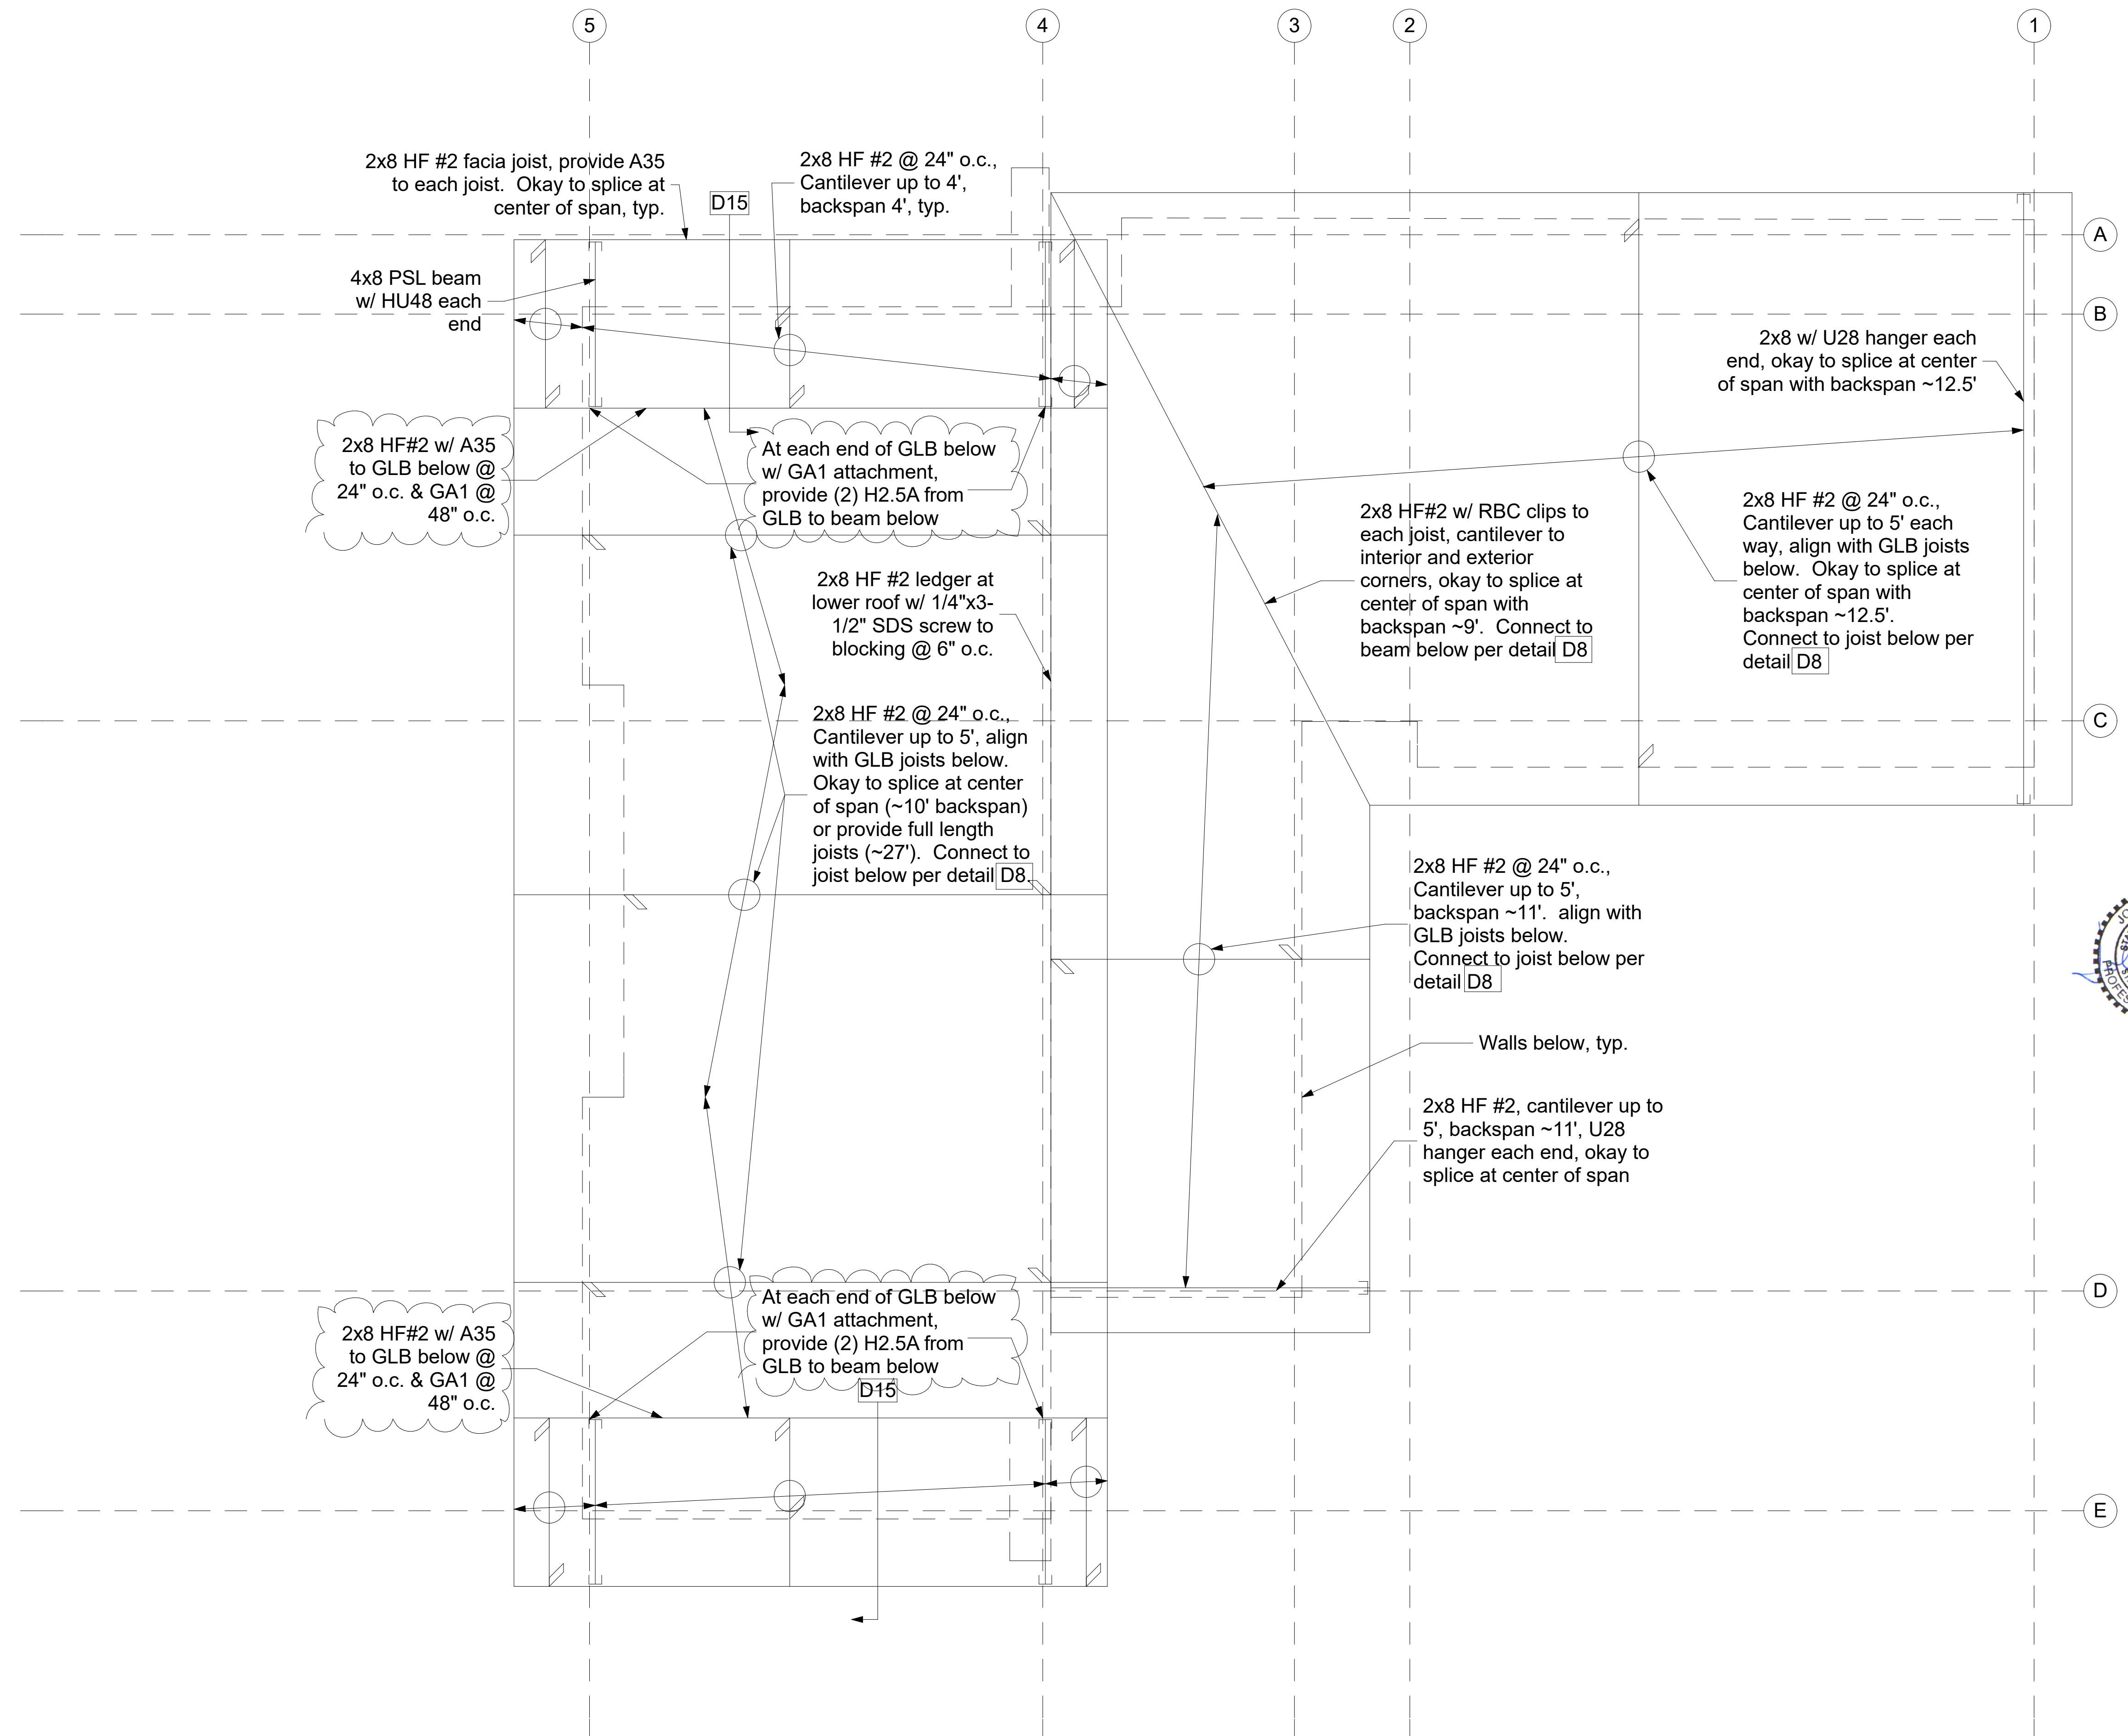 5
4
3
2
1
2x8 HF #2 facia joist, provide A35
to each joist.  Okay to splice at
center of span, typ.
D15
2x8 HF #2 @ 24" o.c.,
Cantilever up to 4',
backspan 4', typ.
A
4x8 PSL beam
w/ HU48 each
end
B
2x8 w/ U28 hanger each
end, okay to splice at center
of span with backspan ~12.5'
2x8 HF#2 w/ A35
to GLB below @
24" o.c. & GA1 @
48" o.c.
At each end of GLB below
w/ GA1 attachment,
provide (2) H2.5A from
GLB to beam below
2x8 HF#2 w/ RBC clips to
each joist, cantilever to
interior and exterior
corners, okay to splice at
center of span with
backspan ~9'.  Connect to
beam below per detail D8
2x8 HF #2 @ 24" o.c.,
Cantilever up to 5' each
way, align with GLB joists
below.  Okay to splice at
center of span with
backspan ~12.5'.
Connect to joist below per
detail D8
2x8 HF #2 ledger at
lower roof w/ 1/4"x3-
1/2" SDS screw to
blocking @ 6" o.c.
C
2x8 HF #2 @ 24" o.c.,
Cantilever up to 5', align
with GLB joists below.
Okay to splice at center
of span (~10' backspan)
or provide full length
joists (~27').  Connect to
joist below per detail D8.
2x8 HF #2 @ 24" o.c.,
Cantilever up to 5',
backspan ~11'.  align with
GLB joists below.
Connect to joist below per
detail D8
Walls below, typ.
2x8 HF #2, cantilever up to
5', backspan ~11', U28
hanger each end, okay to
splice at center of span
D
At each end of GLB below
w/ GA1 attachment,
provide (2) H2.5A from
GLB to beam below
D15
2x8 HF#2 w/ A35
to GLB below @
24" o.c. & GA1 @
48" o.c.
E